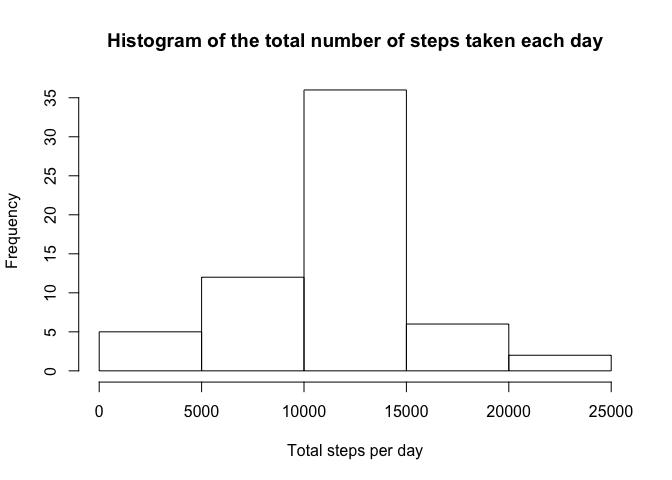 Histogram of the total number of steps taken each day
Frequency
35
30
25
20
15
10
5
0
0 5000 10000 15000 20000 25000
Total steps per day